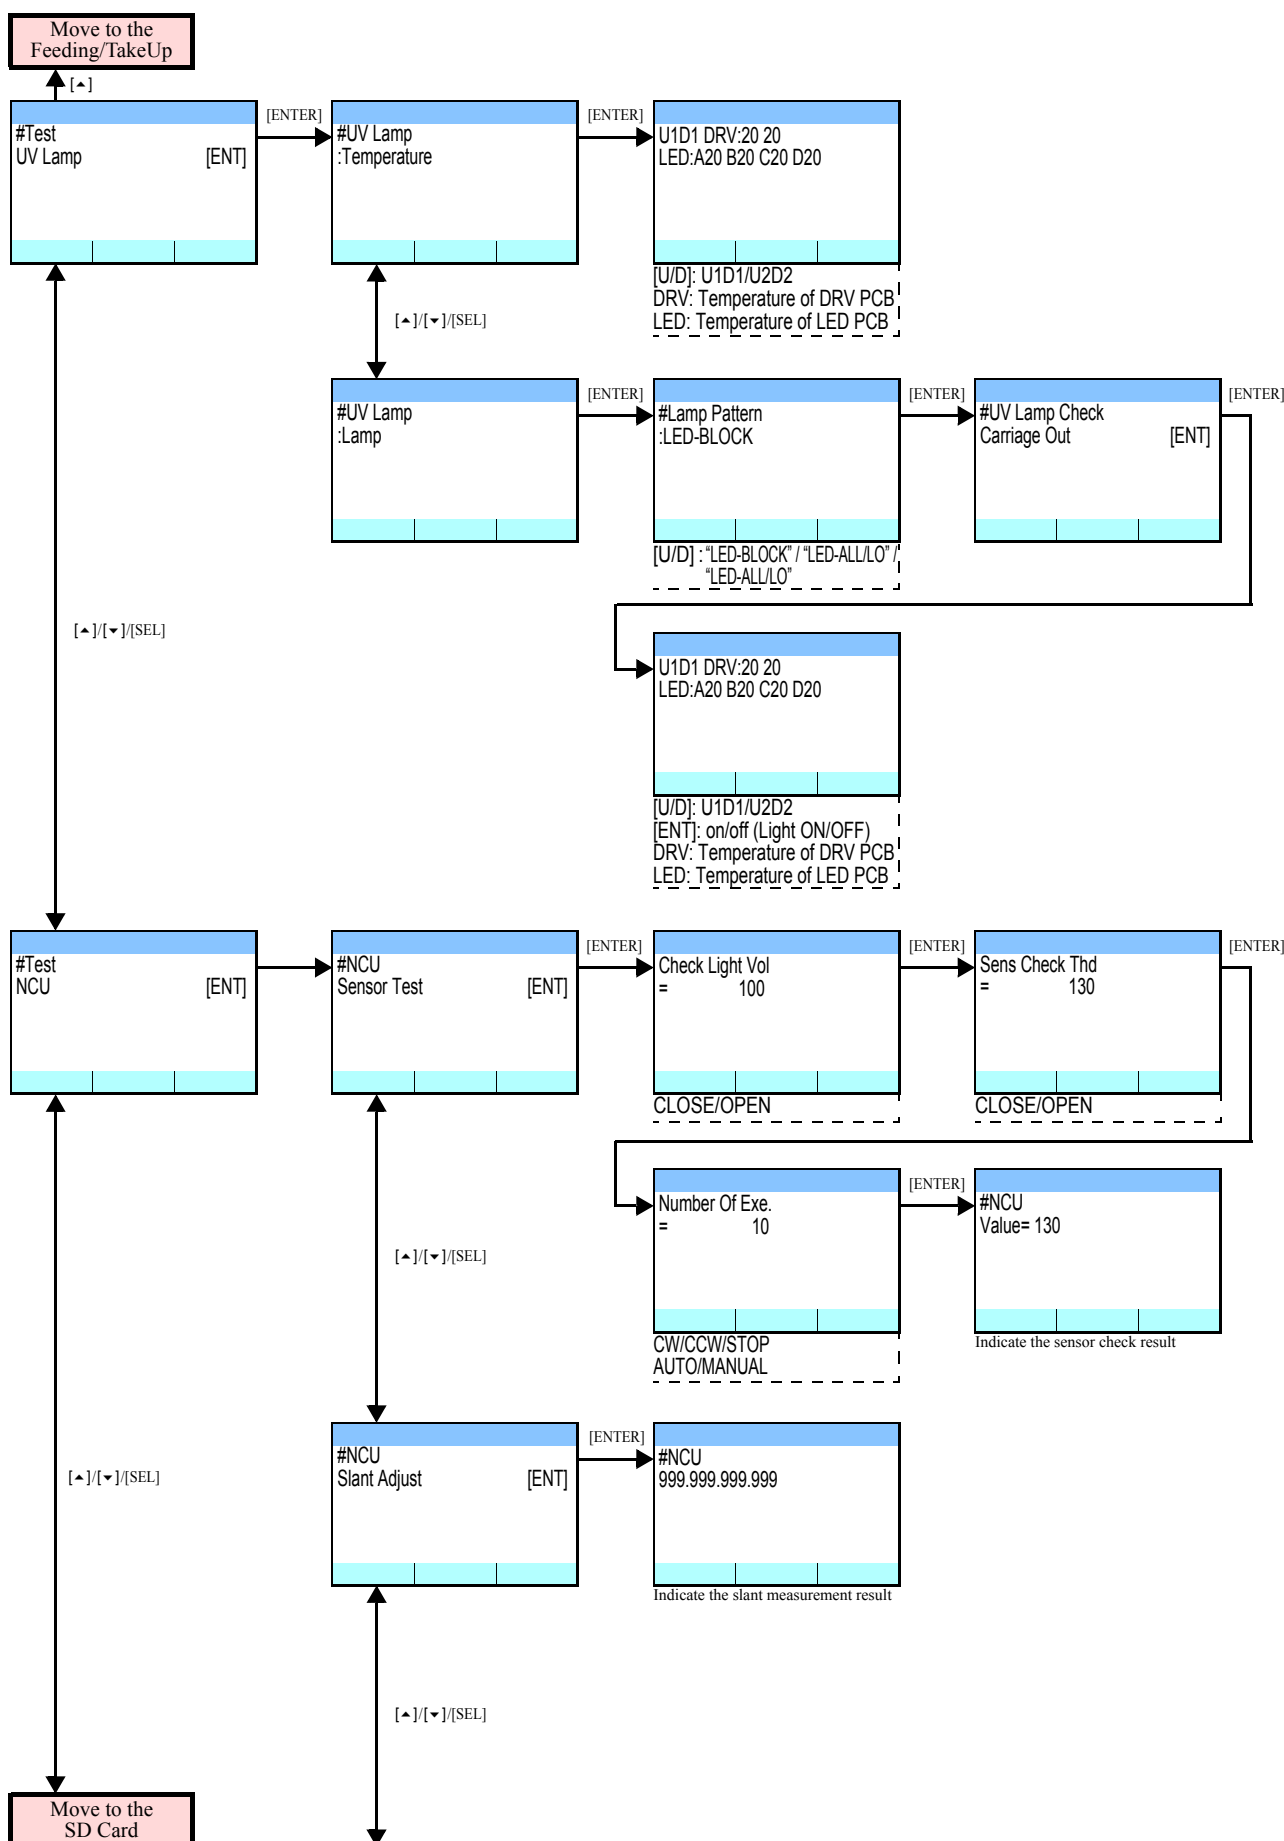 Move to the
Feeding/TakeUp
[▲]
#Test
UV Lamp [ENT]
[ENTER]
#UV Lamp
:Temperature
[ENTER]
U1D1 DRV:20 20
LED:A20 B20 C20 D20
[U/D]: U1D1/U2D2
DRV: Temperature of DRV PCB
LED: Temperature of LED PCB
[▲]/[▼]/[SEL]
#UV Lamp
:Lamp
[ENTER]
#Lamp Pattern
:LED-BLOCK
[ENTER]
#UV Lamp Check
Carriage Out [ENT]
[ENTER]
[U/D] : “LED-BLOCK” / “LED-ALL/LO” /
“LED-ALL/LO”
[▲]/[▼]/[SEL]
U1D1 DRV:20 20
LED:A20 B20 C20 D20
[U/D]: U1D1/U2D2
[ENT]: on/off (Light ON/OFF)
DRV: Temperature of DRV PCB
LED: Temperature of LED PCB
#Test
NCU [ENT]
#NCU
Sensor Test [ENT]
[ENTER]
Check Light Vol
= 100
[ENTER]
Sens Check Thd
= 130
[ENTER]
CLOSE/OPEN
CLOSE/OPEN
Number Of Exe.
= 10
[ENTER]
#NCU
Value= 130
[▲]/[▼]/[SEL]
CW/CCW/STOP
AUTO/MANUAL
Indicate the sensor check result
#NCU
Slant Adjust [ENT]
[ENTER]
#NCU
999.999.999.999
[▲]/[▼]/[SEL]
Indicate the slant measurement result
[▲]/[▼]/[SEL]
Move to the
SD Card